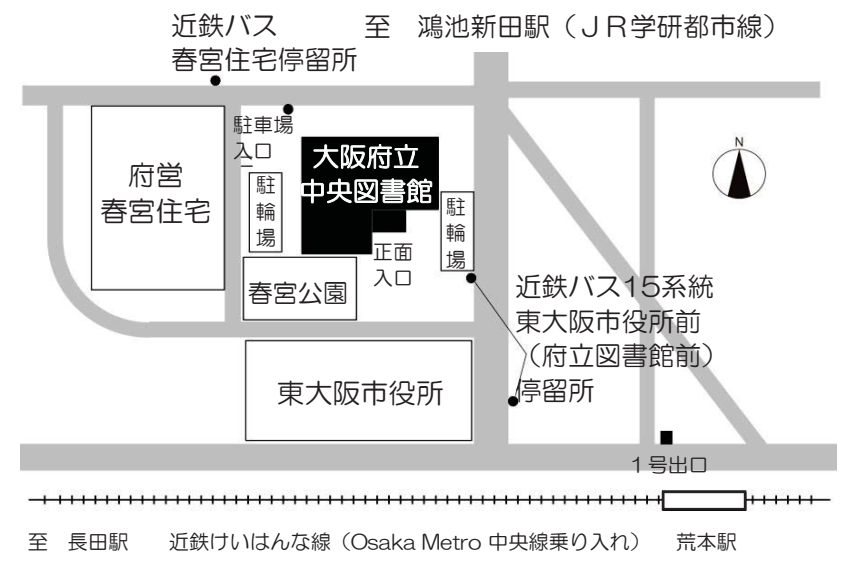 近鉄バス
春宮住宅停留所
至　鴻池新田駅（ＪＲ学研都市線）
駐車場
入口
大阪府立
中央図書館
N
府営
春宮住宅
駐輪場
駐輪場
正面
入口
春宮公園
近鉄バス15系統
東大阪市役所前
（府立図書館前）
停留所
東大阪市役所
１号出口
至　長田駅
近鉄けいはんな線（Osaka Metro 中央線乗り入れ）
荒本駅